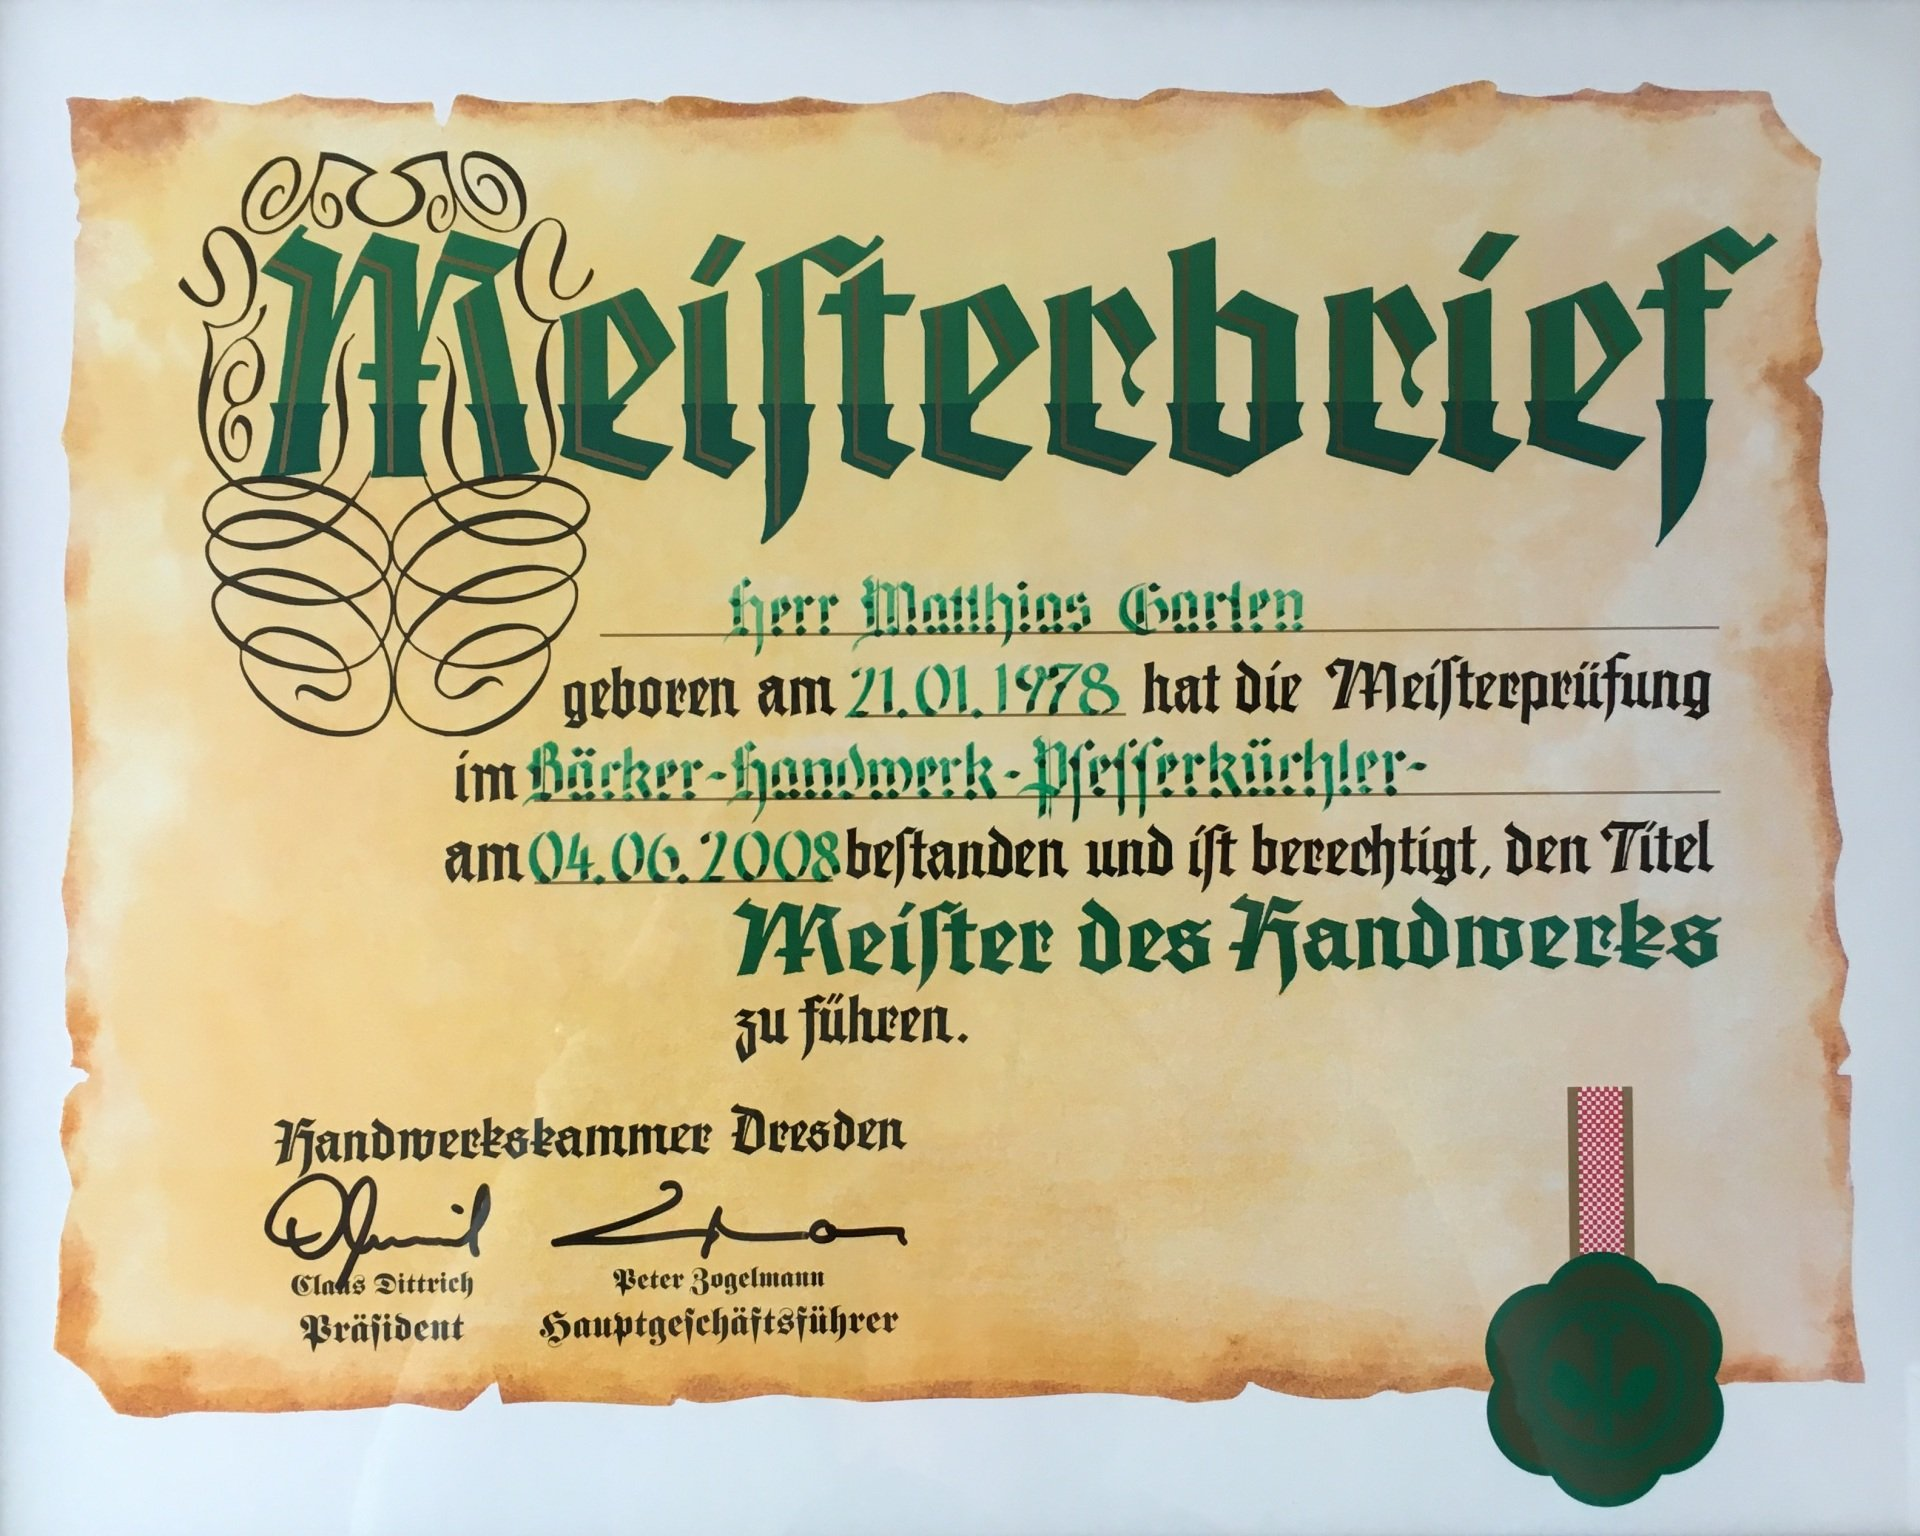 Meiſterbrief
Herr Matthias Garten
geboren am 21.01.1978 hat die Meiſterprüfung
im Bäcker-Handwerk-Pfefferküchler-
am 04.06.2008 beſtanden und iſt berechtigt, den Titel
Meiſter des Handwerks
zu führen.
Handwerkskammer Dresden
Claus Dittrich
Präſident
Peter Zogelmann
Hauptgeſchäftsführer